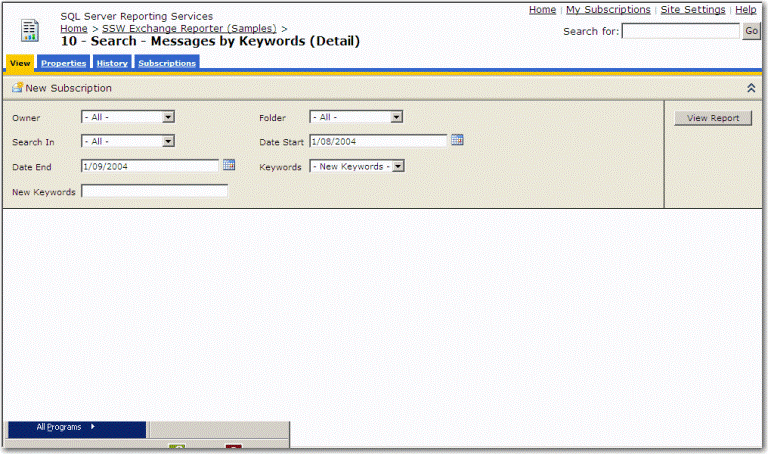 SQL Server Reporting Services
Home | My Subscriptions | Site Settings | Help
Home > SSW Exchange Reporter (Samples) >
Search for: Go
10 - Search - Messages by Keywords (Detail)
View Properties History Subscriptions
New Subscription
Owner - All - Folder - All - View Report
Search In - All - Date Start 1/08/2004
Date End 1/09/2004 Keywords - New Keywords -
New Keywords
All Programs